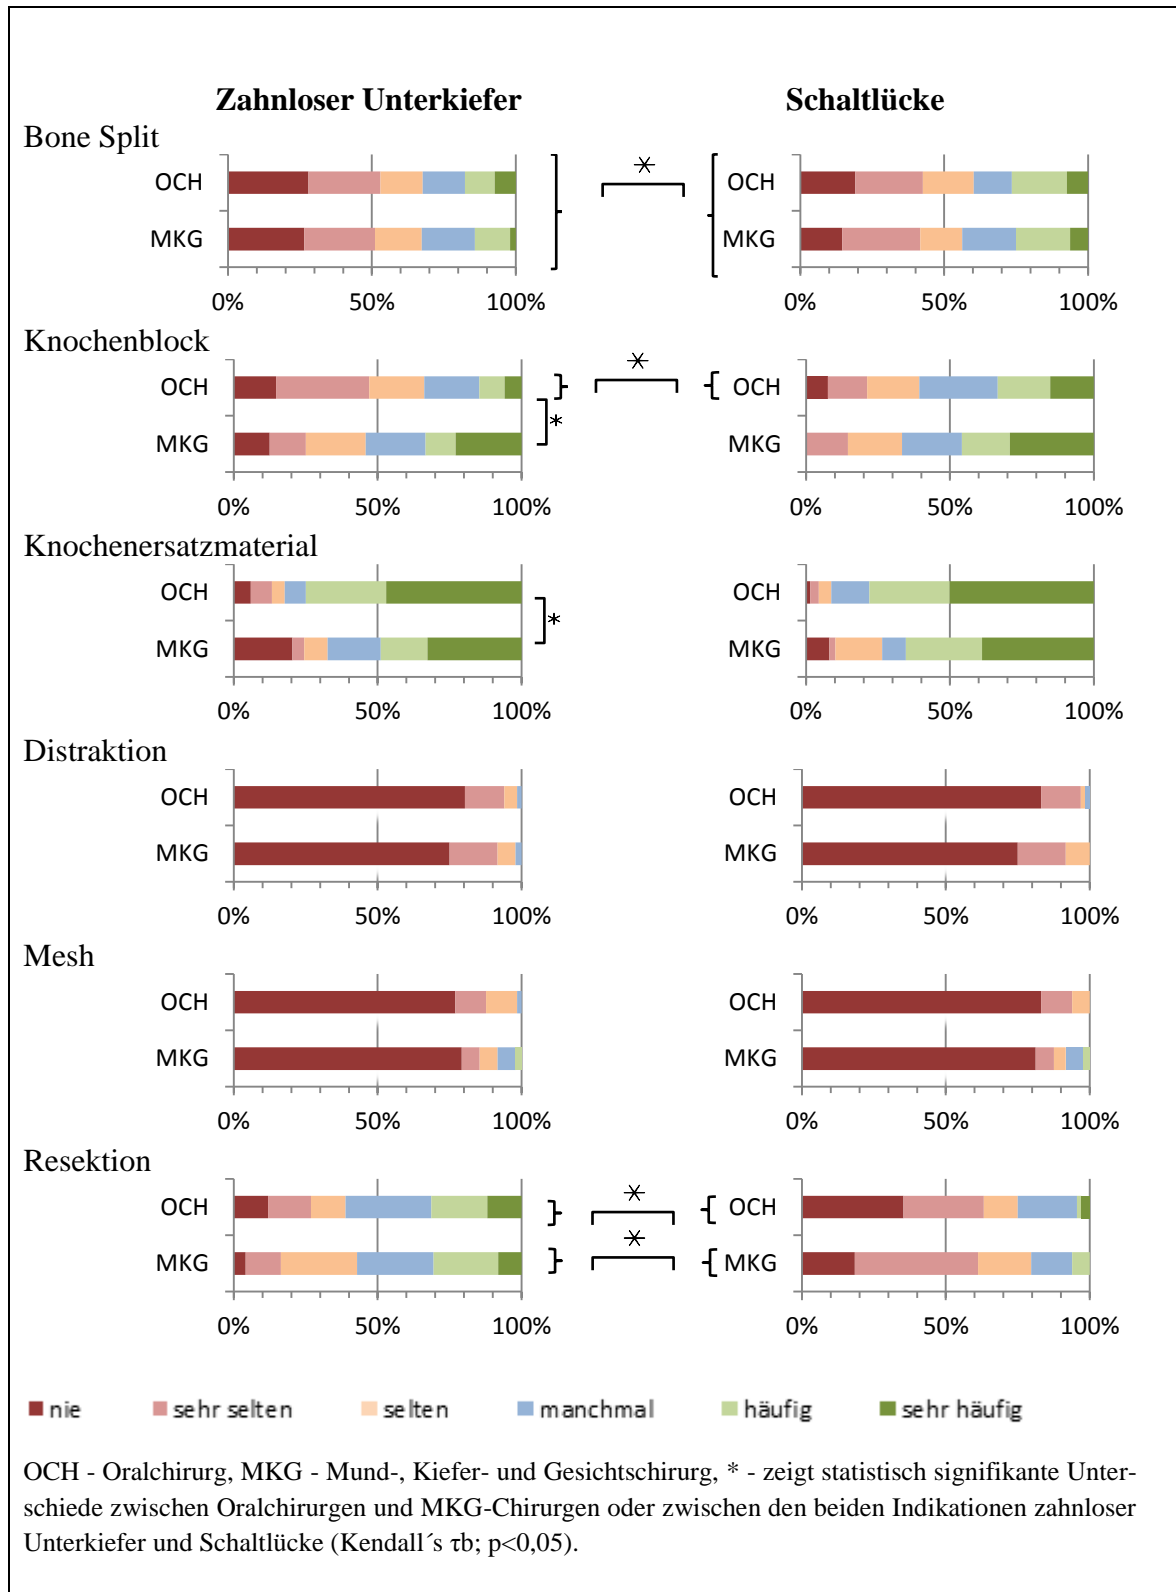 Zahnloser Unterkiefer Schaltlücke
Bone Split
OCH * OCH
MKG MKG
0% 50% 100% 0% 50% 100%
Knochenblock
OCH * OCH
*
MKG MKG
0% 50% 100% 0% 50% 100%
Knochenersatzmaterial
OCH OCH
*
MKG MKG
0% 50% 100% 0% 50% 100%
Distraktion
OCH OCH
MKG MKG
0% 50% 100% 0% 50% 100%
Mesh
OCH OCH
MKG MKG
0% 50% 100% 0% 50% 100%
Resektion
OCH * OCH
MKG * MKG
0% 50% 100% 0% 50% 100%
nie sehr selten selten manchmal häufig sehr häufig
OCH - Oralchirurg, MKG - Mund-, Kiefer- und Gesichtschirurg, * - zeigt statistisch signifikante Unter-
schiede zwischen Oralchirurgen und MKG-Chirurgen oder zwischen den beiden Indikationen zahnloser
Unterkiefer und Schaltlücke (Kendall´s τb; p<0,05).